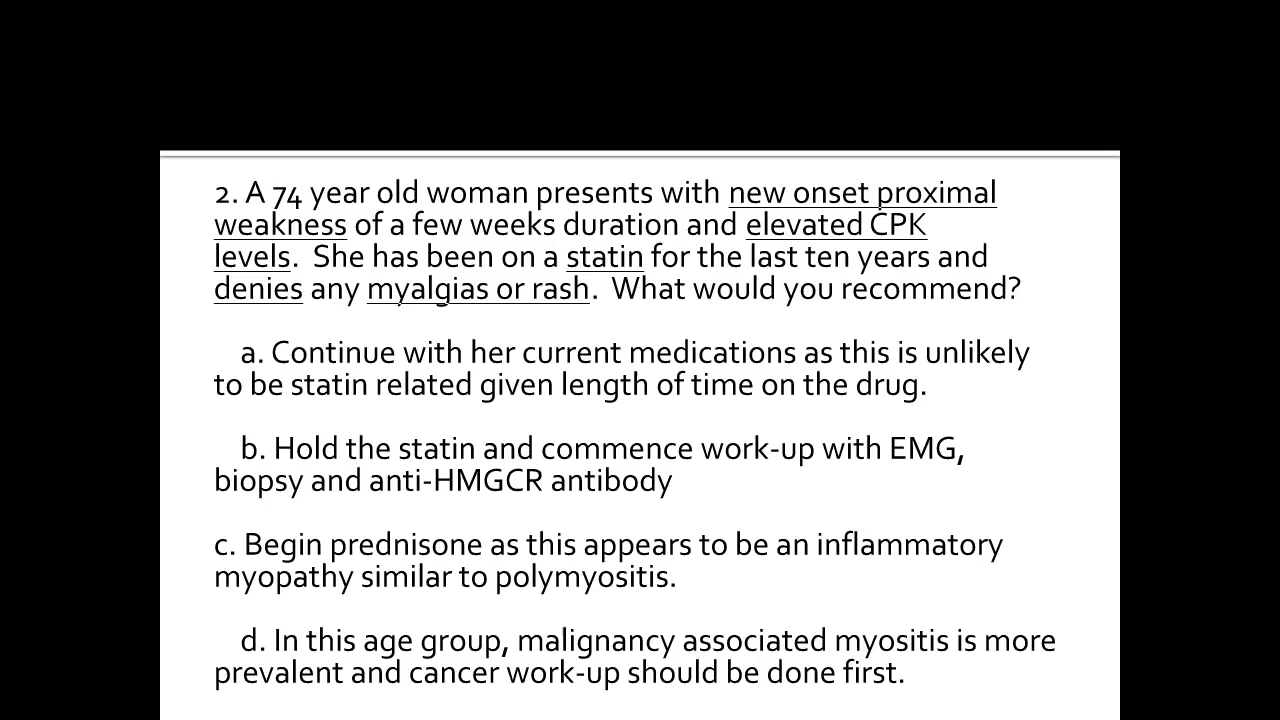 2. A 74 year old woman presents with new onset proximal
weakness of a few weeks duration and elevated CPK
levels.  She has been on a statin for the last ten years and
denies any myalgias or rash.  What would you recommend?
a. Continue with her current medications as this is unlikely
to be statin related given length of time on the drug.
b. Hold the statin and commence work-up with EMG,
biopsy and anti-HMGCR antibody
c. Begin prednisone as this appears to be an inflammatory
myopathy similar to polymyositis.
d. In this age group, malignancy associated myositis is more
prevalent and cancer work-up should be done first.